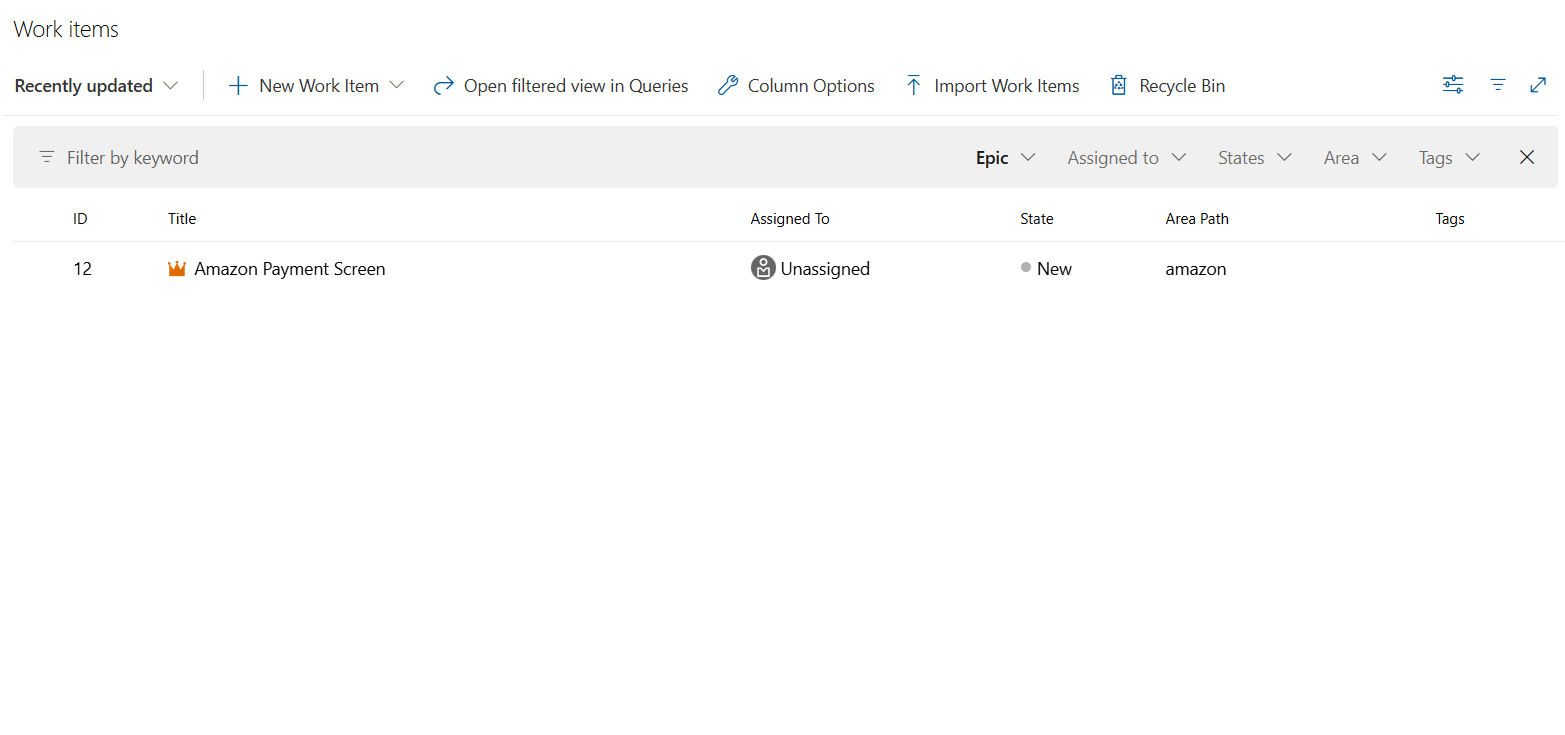 Work items
Recently updated New Work Item Open filtered view in Queries Column Options Import Work Items Recycle Bin
Filter by keyword Epic Assigned to States Area Tags
ID Title Assigned To State Area Path Tags
12 Amazon Payment Screen Unassigned New amazon